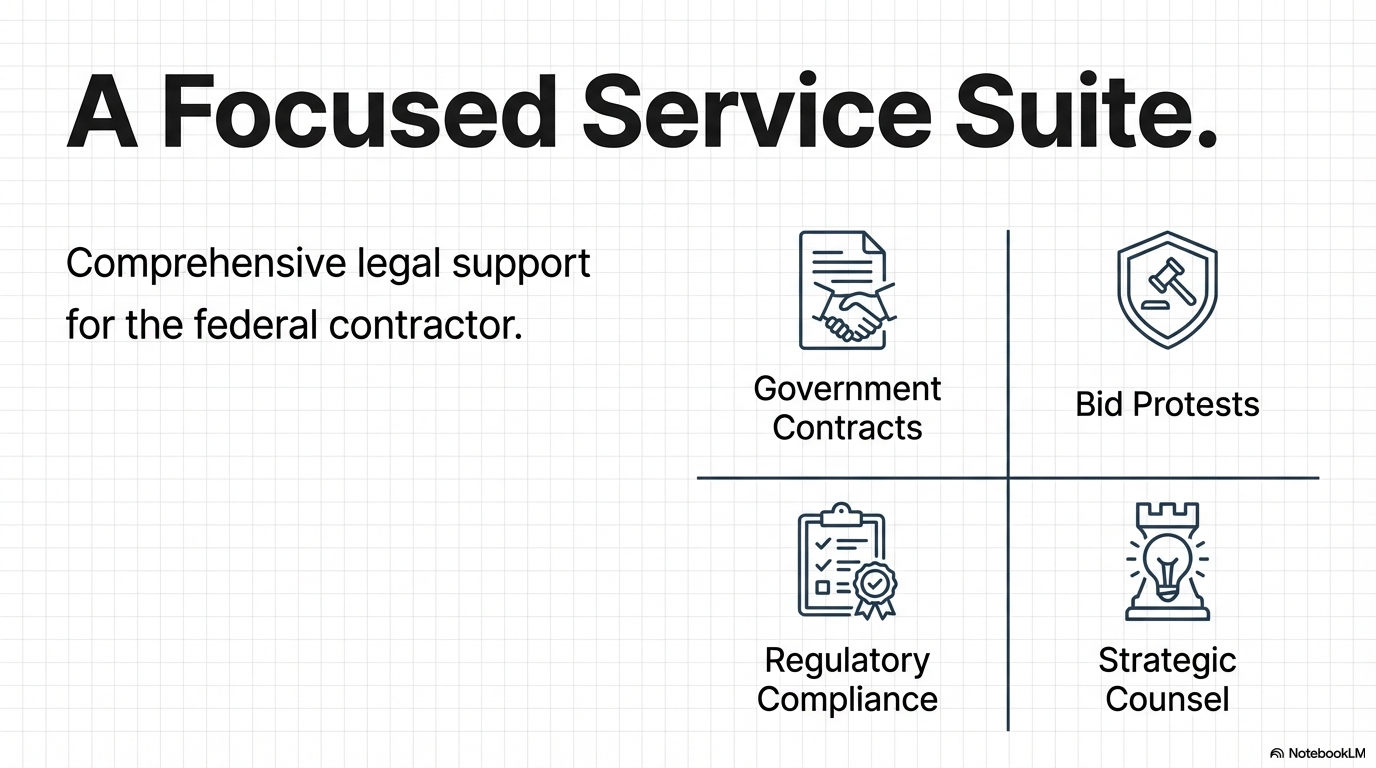 A Focused Service Suite.
Comprehensive legal support
for the federal contractor.
Government
Contracts
Bid Protests
Regulatory
Compliance
Strategic
Counsel
NotebookLM